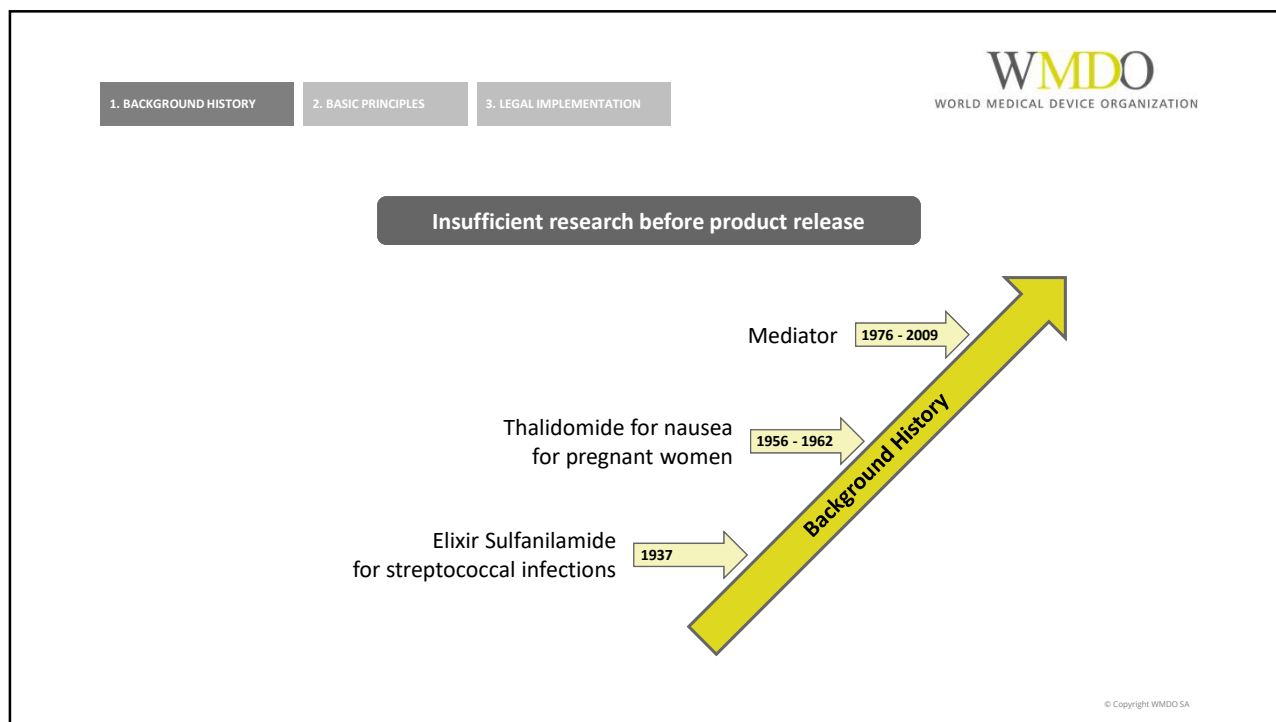 1. BACKGROUND HISTORY
2. BASIC PRINCIPLES
3. LEGAL IMPLEMENTATION
WMDO
WORLD MEDICAL DEVICE ORGANIZATION
Insufficient research before product release
Mediator
1976 - 2009
Thalidomide for nausea
for pregnant women
1956 - 1962
Elixir Sulfanilamide
for streptococcal infections
1937
Background History
© Copyright WMDO SA